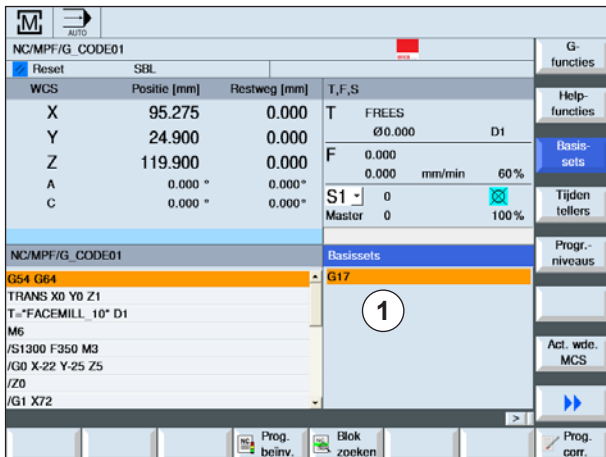 M
AUTO
NC/MPF/G_CODE01
Reset SBL
WCS Positie [mm] Restweg [mm]
X 95.275 0.000
Y 24.900 0.000
Z 119.900 0.000
A 0.000 ° 0.000°
C 0.000 ° 0.000°
T,F,S
T FREES
Ø0.000 D1
F 0.000
0.000 mm/min 60%
S1 0
Master 0 100%
NC/MPF/G_CODE01
G54 G64
TRANS X0 Y0 Z1
T="FACEMILL_10" D1
M6
/S1300 F350 M3
/G0 X-22 Y-25 Z5
/Z0
/G1 X72
Basissets
G17
1
>
G-
functies
Help-
functies
Basis-
sets
Tijden
tellers
Progr.-
niveaus
Act. wde.
MCS
NC Prog.
beïnv.
NC Blok
zoeken
Prog.
corr.